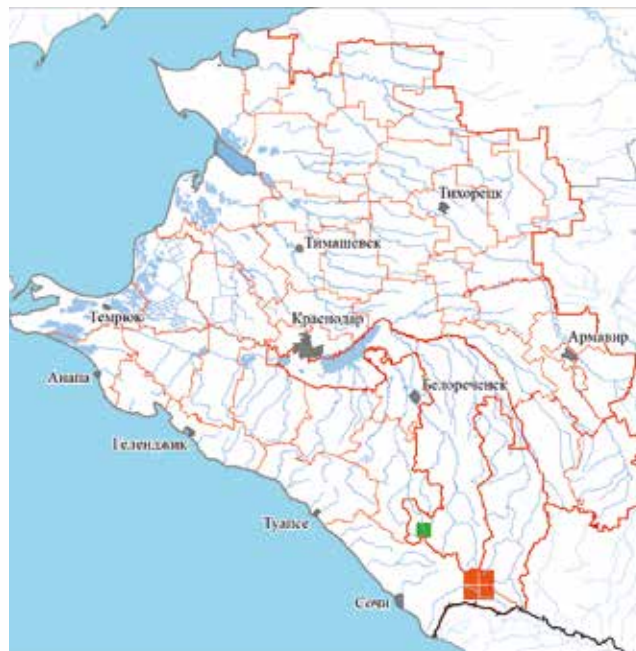 Тихорецк
Тимашевск
Темрюк
Краснодар
Армавир
Анапа
Белореченск
Геленджик
Туапсе
Сочи